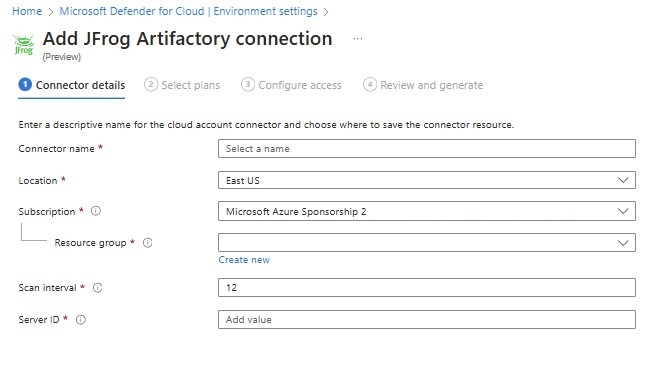 Home > Microsoft Defender for Cloud | Environment settings >
JFrog
Add JFrog Artifactory connection ...
(Preview)
1 Connector details 2 Select plans 3 Configure access 4 Review and generate
Enter a descriptive name for the cloud account connector and choose where to save the connector resource.
Connector name * Select a name
Location * East US
Subscription * Microsoft Azure Sponsorship 2
Resource group *
Create new
Scan interval * 12
Server ID * Add value